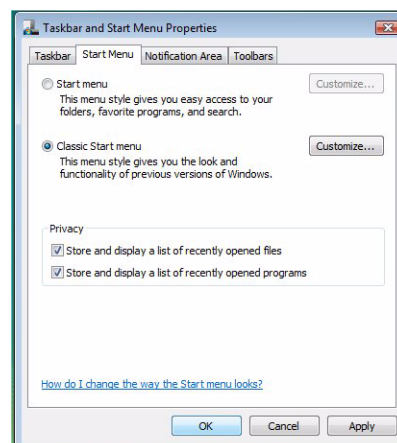 Taskbar and Start Menu Properties
Taskbar Start Menu Notification Area Toolbars
Start menu Customize...
This menu style gives you easy access to your
folders, favorite programs, and search.
Classic Start menu Customize...
This menu style gives you the look and
functionality of previous versions of Windows.
Privacy
Store and display a list of recently opened files
Store and display a list of recently opened programs
How do I change the way the Start menu looks?
OK Cancel Apply